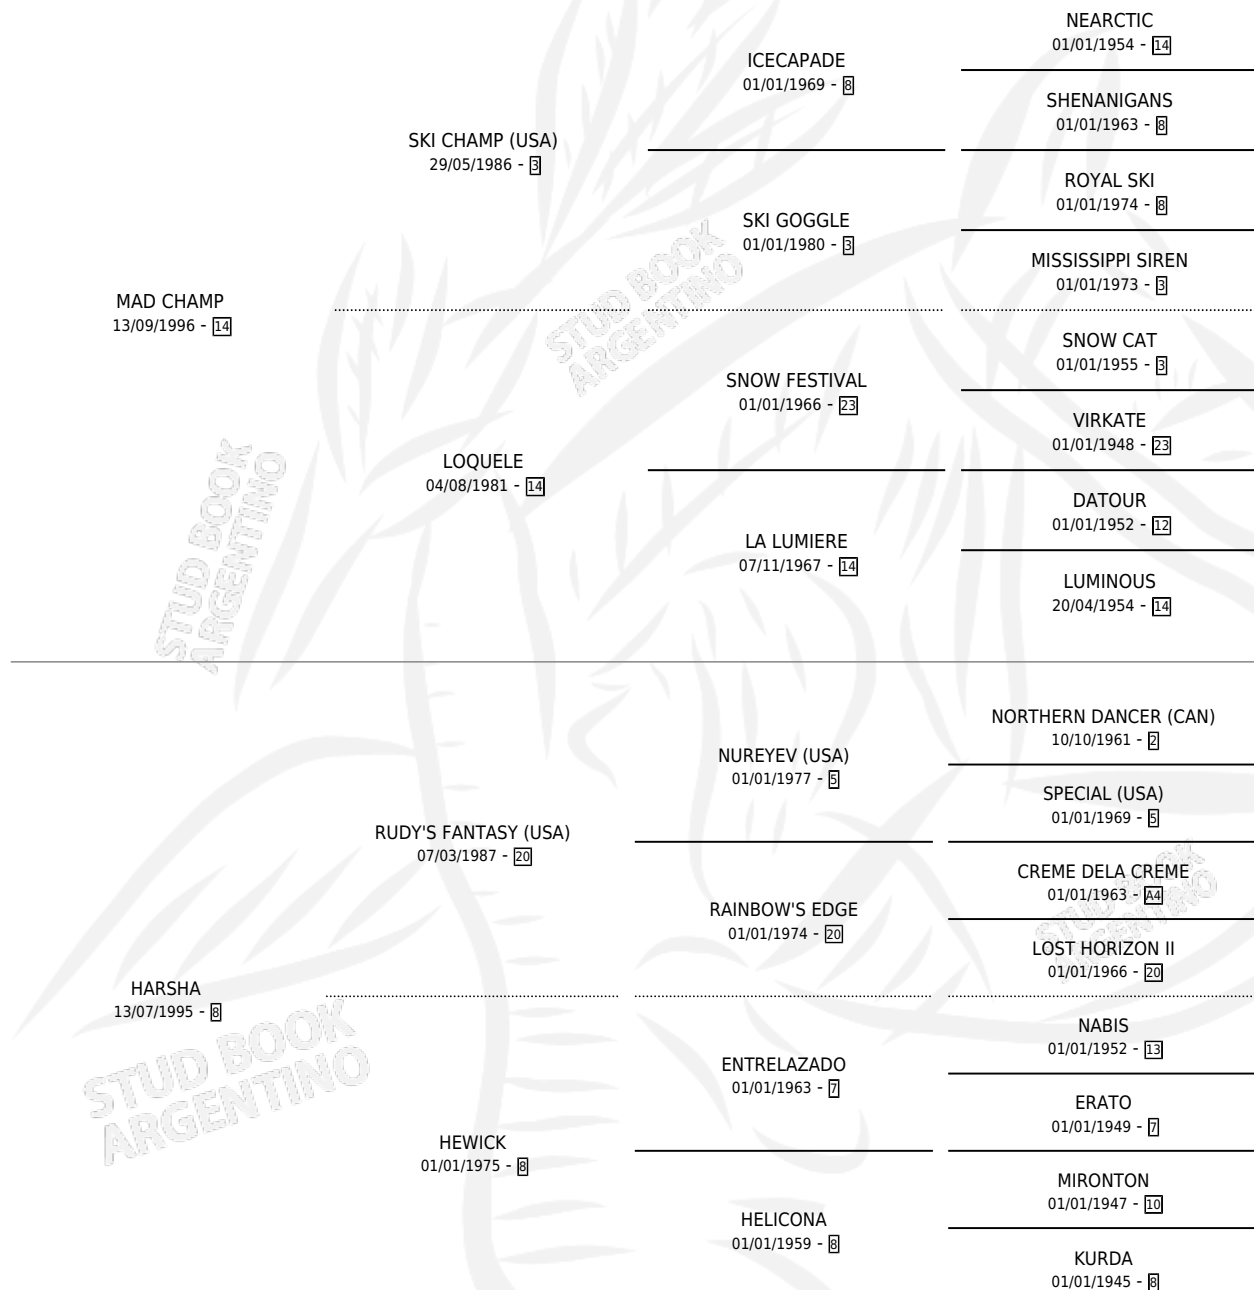 NEARCTIC
01/01/1954 - 14
ICECAPADE
01/01/1969 - 8
SHENANIGANS
01/01/1963 - 8
SKI CHAMP (USA)
29/05/1986 - 3
ROYAL SKI
01/01/1974 - 8
SKI GOGGLE
01/01/1980 - 3
MISSISSIPPI SIREN
01/01/1973 - 3
MAD CHAMP
13/09/1996 - 14
SNOW CAT
01/01/1955 - 3
SNOW FESTIVAL
01/01/1966 - 23
VIRKATE
01/01/1948 - 23
LOQUELE
04/08/1981 - 14
DATOUR
01/01/1952 - 12
LA LUMIERE
07/11/1967 - 14
LUMINOUS
20/04/1954 - 14
NORTHERN DANCER (CAN)
10/10/1961 - 2
NUREYEV (USA)
01/01/1977 - 5
SPECIAL (USA)
01/01/1969 - 5
RUDY'S FANTASY (USA)
07/03/1987 - 20
CREME DELA CREME
01/01/1963 - A4
RAINBOW'S EDGE
01/01/1974 - 20
LOST HORIZON II
01/01/1966 - 20
HARSHA
13/07/1995 - 8
NABIS
01/01/1952 - 13
ENTRELAZADO
01/01/1963 - 7
ERATO
01/01/1949 - 7
HEWICK
01/01/1975 - 8
MIRONTON
01/01/1947 - 10
HELICONA
01/01/1959 - 8
KURDA
01/01/1945 - 8
STUD BOOK
ARGENTINO
STUD BOOK
ARGENTINO
STUD BOOK
ARGENTINO
STUD BOOK
ARGENTINO